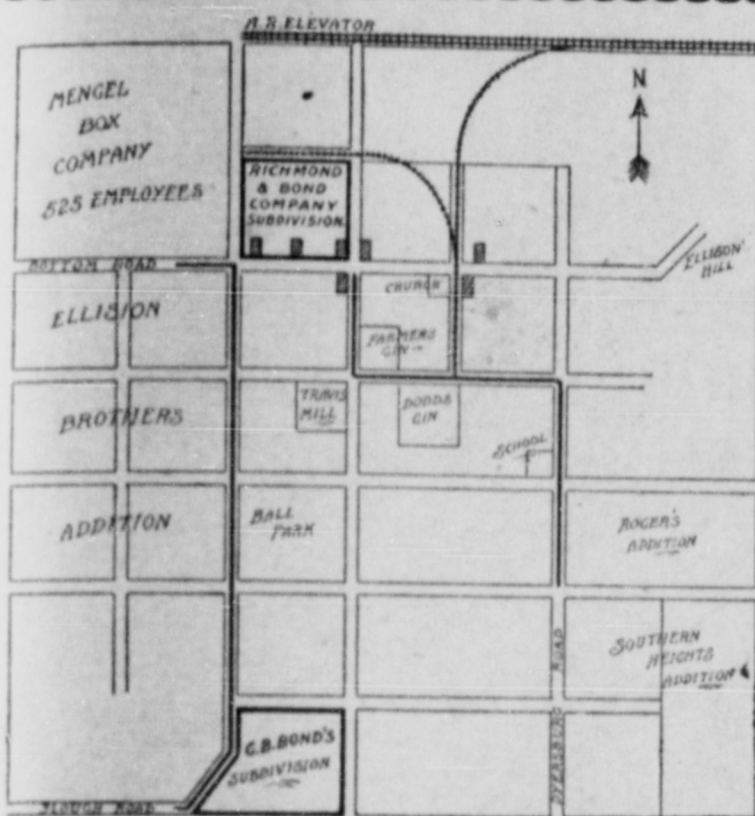 R.R. ELEVATOR
MENGEL
BOX
COMPANY
525 EMPLOYEES
N
RICHMOND
& BOND
COMPANY
SUBDIVISION
BOTTOM ROAD
ELLISON'
HILL
ELLISION
CHURCH
FARMERS
GIN
BROTHERS
TRAVIS
MILL
DODDS
GIN
SCHOOL
ADDITION
BALL
PARK
ROGER'S
ADDITION
SOUTHERN
HEIGHTS
ADDITION
DYERSBURG ROAD
G.B. BOND'S
SUBDIVISION
SLOUGH ROAD